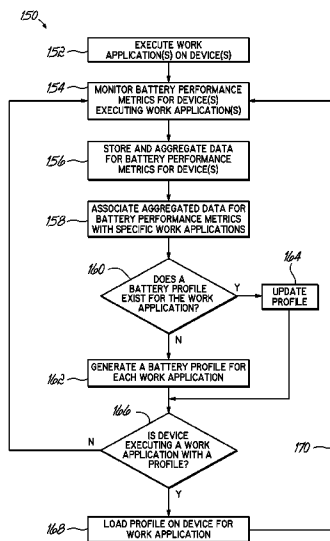 150
152
EXECUTE WORK
APPLICATION(S) ON DEVICE(S)
154
MONITOR BATTERY PERFORMANCE
METRICS FOR DEVICE(S)
EXECUTING WORK APPLICATION(S)
156
STORE AND AGGREGATE DATA
FOR BATTERY PERFORMANCE
METRICS FOR DEVICE(S)
158
ASSOCIATE AGGREGATED DATA FOR
BATTERY PERFORMANCE METRICS
WITH SPECIFIC WORK APPLICATIONS
160
DOES A
BATTERY PROFILE
EXIST FOR THE WORK
APPLICATION?
Y
164
UPDATE
PROFILE
N
162
GENERATE A BATTERY PROFILE
FOR EACH WORK APPLICATION
166
N
IS DEVICE
EXECUTING A WORK
APPLICATION WITH A
PROFILE?
170
Y
168
LOAD PROFILE ON DEVICE FOR
WORK APPLICATION